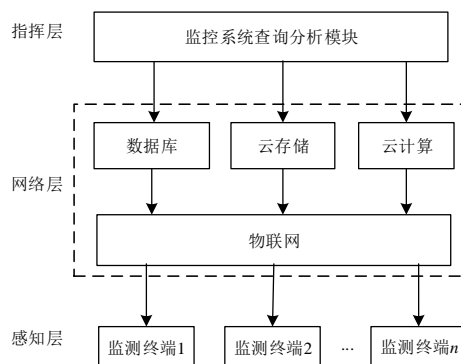 指挥层
监控系统查询分析模块
数据库
云存储
云计算
网络层
物联网
感知层
监测终端1
监测终端2
...
监测终端n